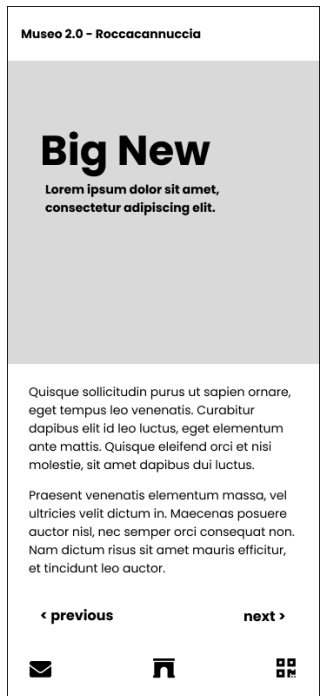 Museo 2.0 - Roccacannuccia
Big New
Lorem ipsum dolor sit amet,
consectetur adipiscing elit.
Quisque sollicitudin purus ut sapien ornare,
eget tempus leo venenatis. Curabitur
dapibus elit id leo luctus, eget elementum
ante mattis. Quisque eleifend orci et nisi
molestie, sit amet dapibus dui luctus.
Praesent venenatis elementum massa, vel
ultricies velit dictum in. Maecenas posuere
auctor nisl, nec semper orci consequat non.
Nam dictum risus sit amet mauris efficitur,
et tincidunt leo auctor.
< previous next >